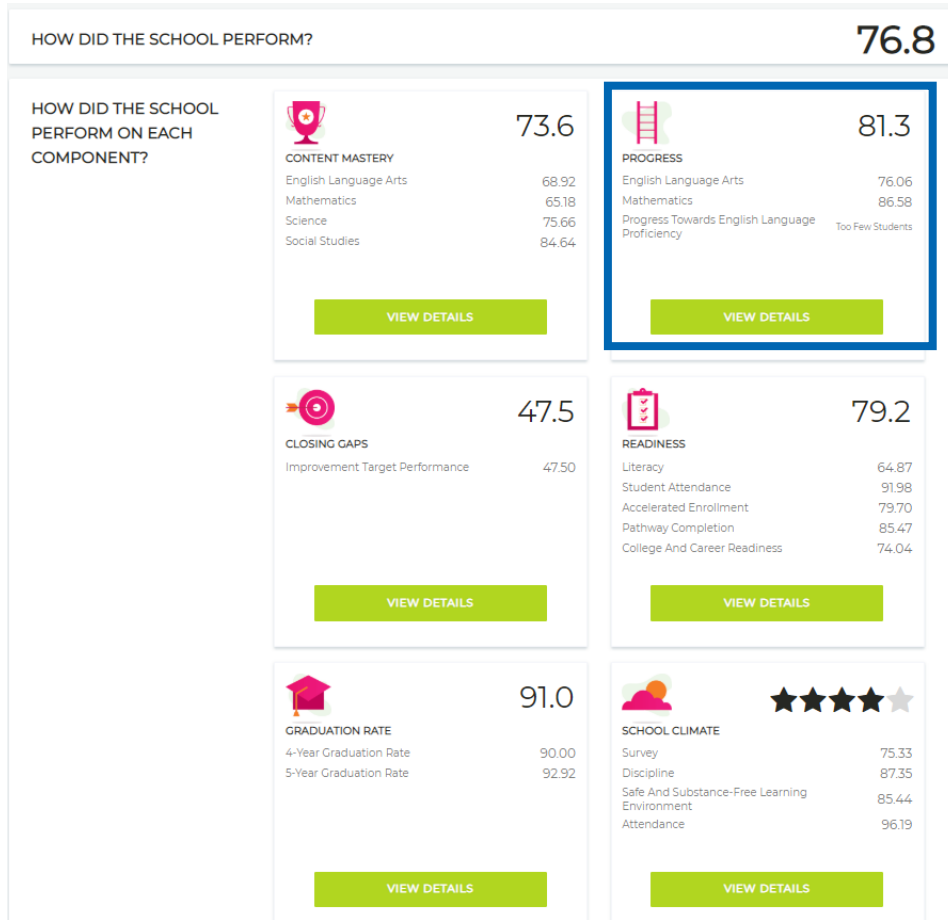 HOW DID THE SCHOOL PERFORM?
76.8
HOW DID THE SCHOOL
PERFORM ON EACH
COMPONENT?
73.6
CONTENT MASTERY
English Language Arts 68.92
Mathematics 65.18
Science 75.66
Social Studies 84.64
VIEW DETAILS
81.3
PROGRESS
English Language Arts 76.06
Mathematics 86.58
Progress Towards English Language
Proficiency
Too Few Students
VIEW DETAILS
47.5
CLOSING GAPS
Improvement Target Performance 47.50
VIEW DETAILS
79.2
READINESS
Literacy 64.87
Student Attendance 91.98
Accelerated Enrollment 79.70
Pathway Completion 85.47
College And Career Readiness 74.04
VIEW DETAILS
91.0
GRADUATION RATE
4-Year Graduation Rate 90.00
5-Year Graduation Rate 92.92
VIEW DETAILS
SCHOOL CLIMATE
Survey 75.33
Discipline 87.35
Safe And Substance-Free Learning
Environment
85.44
Attendance 96.19
VIEW DETAILS